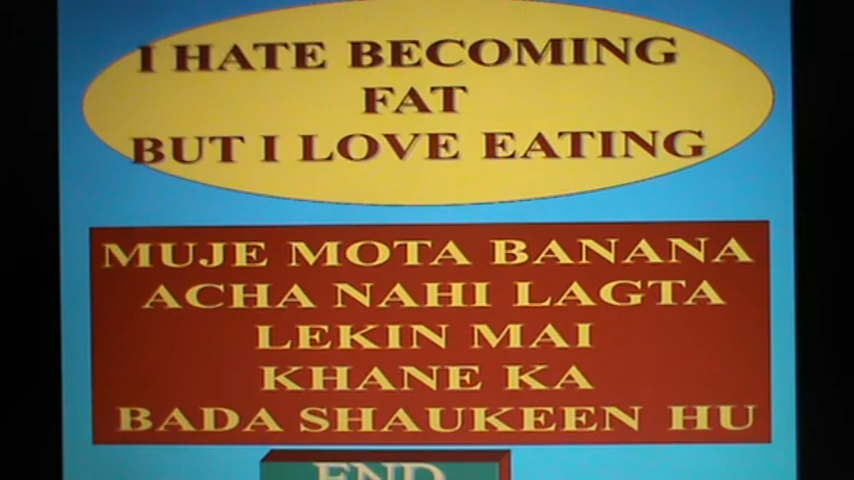 I HATE BECOMING
FAT
BUT I LOVE EATING
MUJE MOTA BANANA
ACHA NAHI LAGTA
LEKIN MAI
KHANE KA
BADA SHAUKEEN HU
END